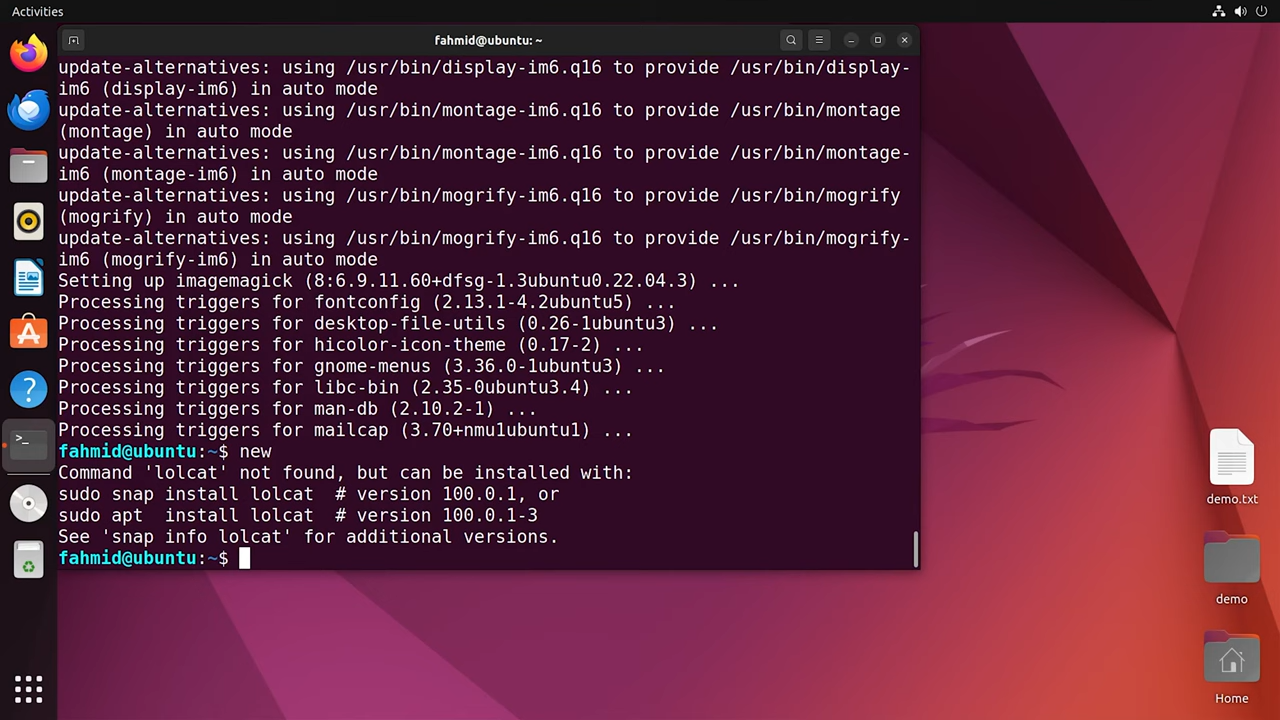 Activities
fahmid@ubuntu: ~
update-alternatives: using /usr/bin/display-im6.q16 to provide /usr/bin/display-
im6 (display-im6) in auto mode
update-alternatives: using /usr/bin/montage-im6.q16 to provide /usr/bin/montage
(montage) in auto mode
update-alternatives: using /usr/bin/montage-im6.q16 to provide /usr/bin/montage-
im6 (montage-im6) in auto mode
update-alternatives: using /usr/bin/mogrify-im6.q16 to provide /usr/bin/mogrify
(mogrify) in auto mode
update-alternatives: using /usr/bin/mogrify-im6.q16 to provide /usr/bin/mogrify-
im6 (mogrify-im6) in auto mode
Setting up imagemagick (8:6.9.11.60+dfsg-1.3ubuntu0.22.04.3) ...
Processing triggers for fontconfig (2.13.1-4.2ubuntu5) ...
Processing triggers for desktop-file-utils (0.26-1ubuntu3) ...
Processing triggers for hicolor-icon-theme (0.17-2) ...
Processing triggers for gnome-menus (3.36.0-1ubuntu3) ...
Processing triggers for libc-bin (2.35-0ubuntu3.4) ...
Processing triggers for man-db (2.10.2-1) ...
Processing triggers for mailcap (3.70+nmu1ubuntu1) ...
fahmid@ubuntu:~$ new
Command 'lolcat' not found, but can be installed with:
sudo snap install lolcat  # version 100.0.1, or
sudo apt  install lolcat  # version 100.0.1-3
See 'snap info lolcat' for additional versions.
fahmid@ubuntu:~$
demo.txt
demo
Home